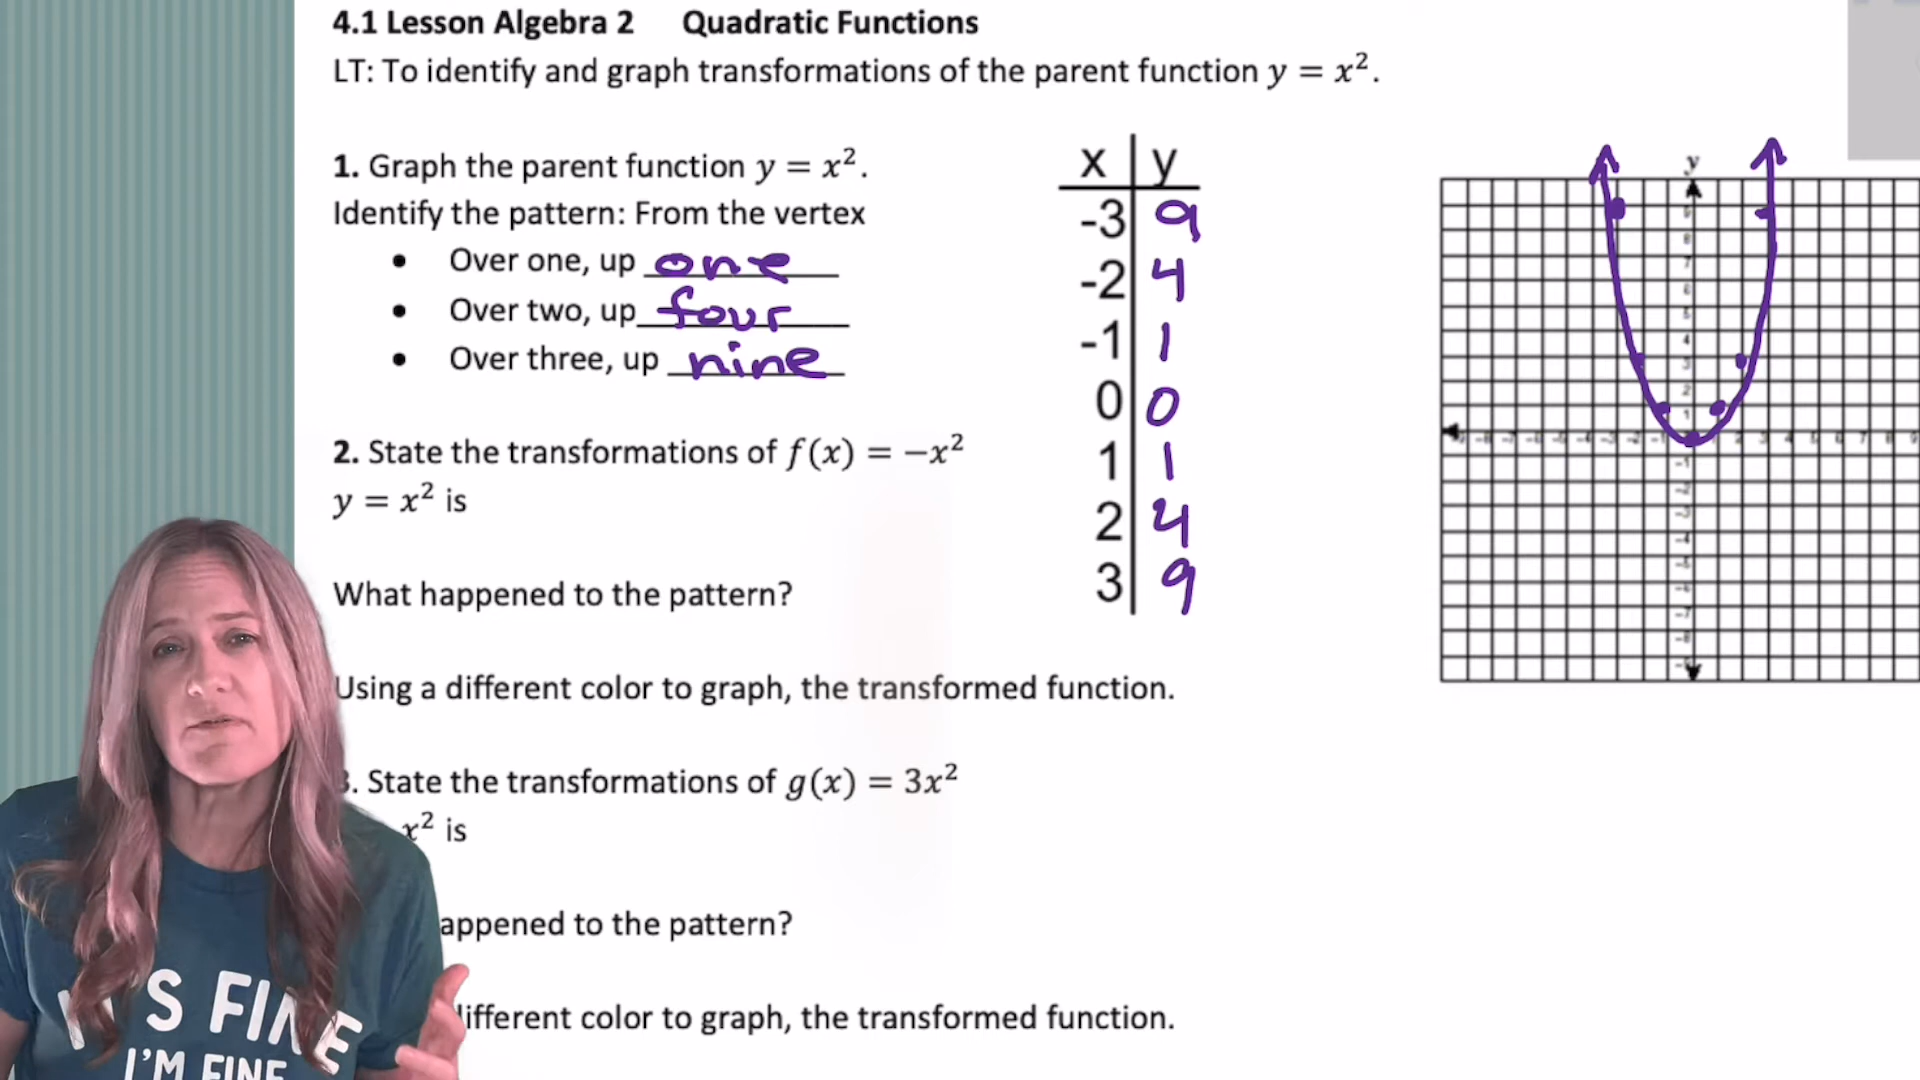 4.1 Lesson Algebra 2 Quadratic Functions
LT: To identify and graph transformations of the parent function y = x².
1. Graph the parent function y = x².
Identify the pattern: From the vertex
• Over one, up one
• Over two, up four
• Over three, up nine
2. State the transformations of f(x) = −x²
y = x² is
What happened to the pattern?
Using a different color to graph, the transformed function.
3. State the transformations of g(x) = 3x²
x² is
appened to the pattern?
ifferent color to graph, the transformed function.
x y
-3 9
-2 4
-1 1
0 0
1 1
2 4
3 9
y
IT'S FINE
I'M FINE